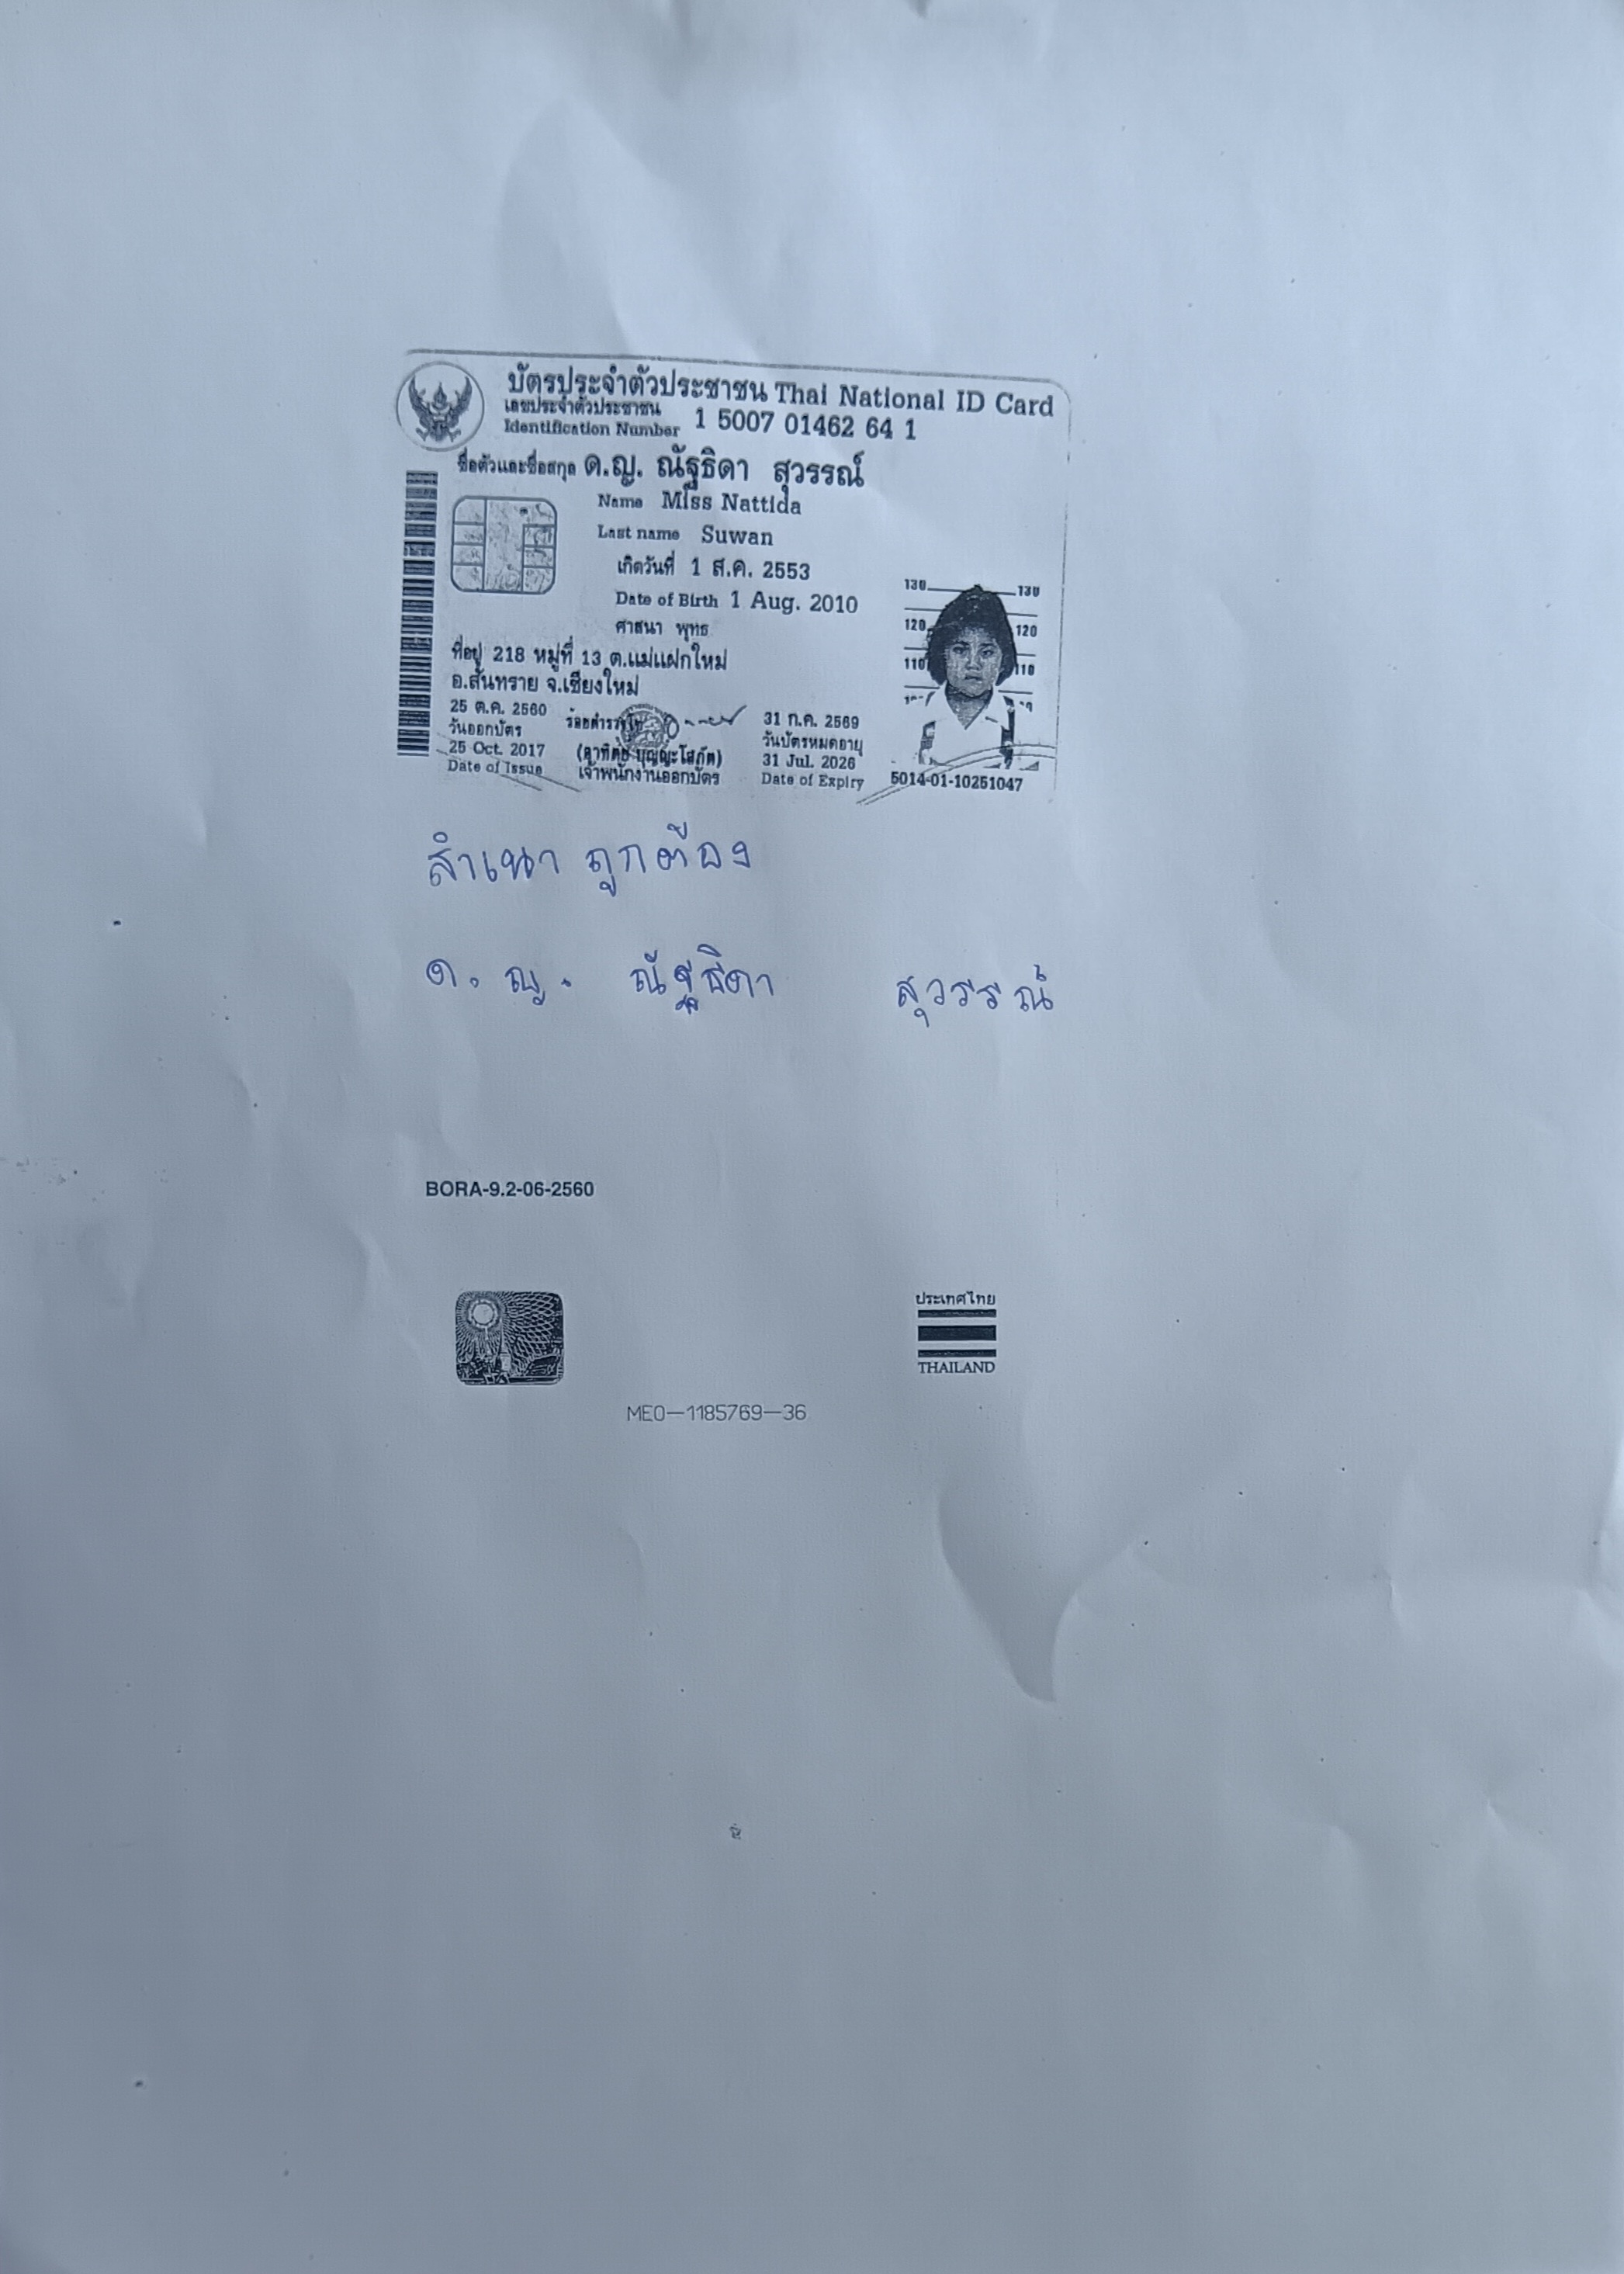 บัตรประจำตัวประชาชน Thai National ID Card
เลขประจำตัวประชาชน
Identification Number 1 5007 01462 64 1
ชื่อตัวและชื่อสกุล ด.ญ. ณัฐธิดา สุวรรณ์
Name Miss Nattida
Last name Suwan
เกิดวันที่ 1 ส.ค. 2553
Date of Birth 1 Aug. 2010
ศาสนา พุทธ
ที่อยู่ 218 หมู่ที่ 13 ต.แม่แฝกใหม่
อ.สันทราย จ.เชียงใหม่
25 ต.ค. 2560
วันออกบัตร
25 Oct. 2017
Date of Issue
เจ้าพนักงานออกบัตร
31 ก.ค. 2569
วันบัตรหมดอายุ
31 Jul. 2026
Date of Expiry
130 130
120 120
110 110
5014-01-10251047
สำเนา ถูกต้อง
ด. ญ. ณัฐธิดา สุวรรณ์
BORA-9.2-06-2560
ประเทศไทย
THAILAND
ME0-1185769-36